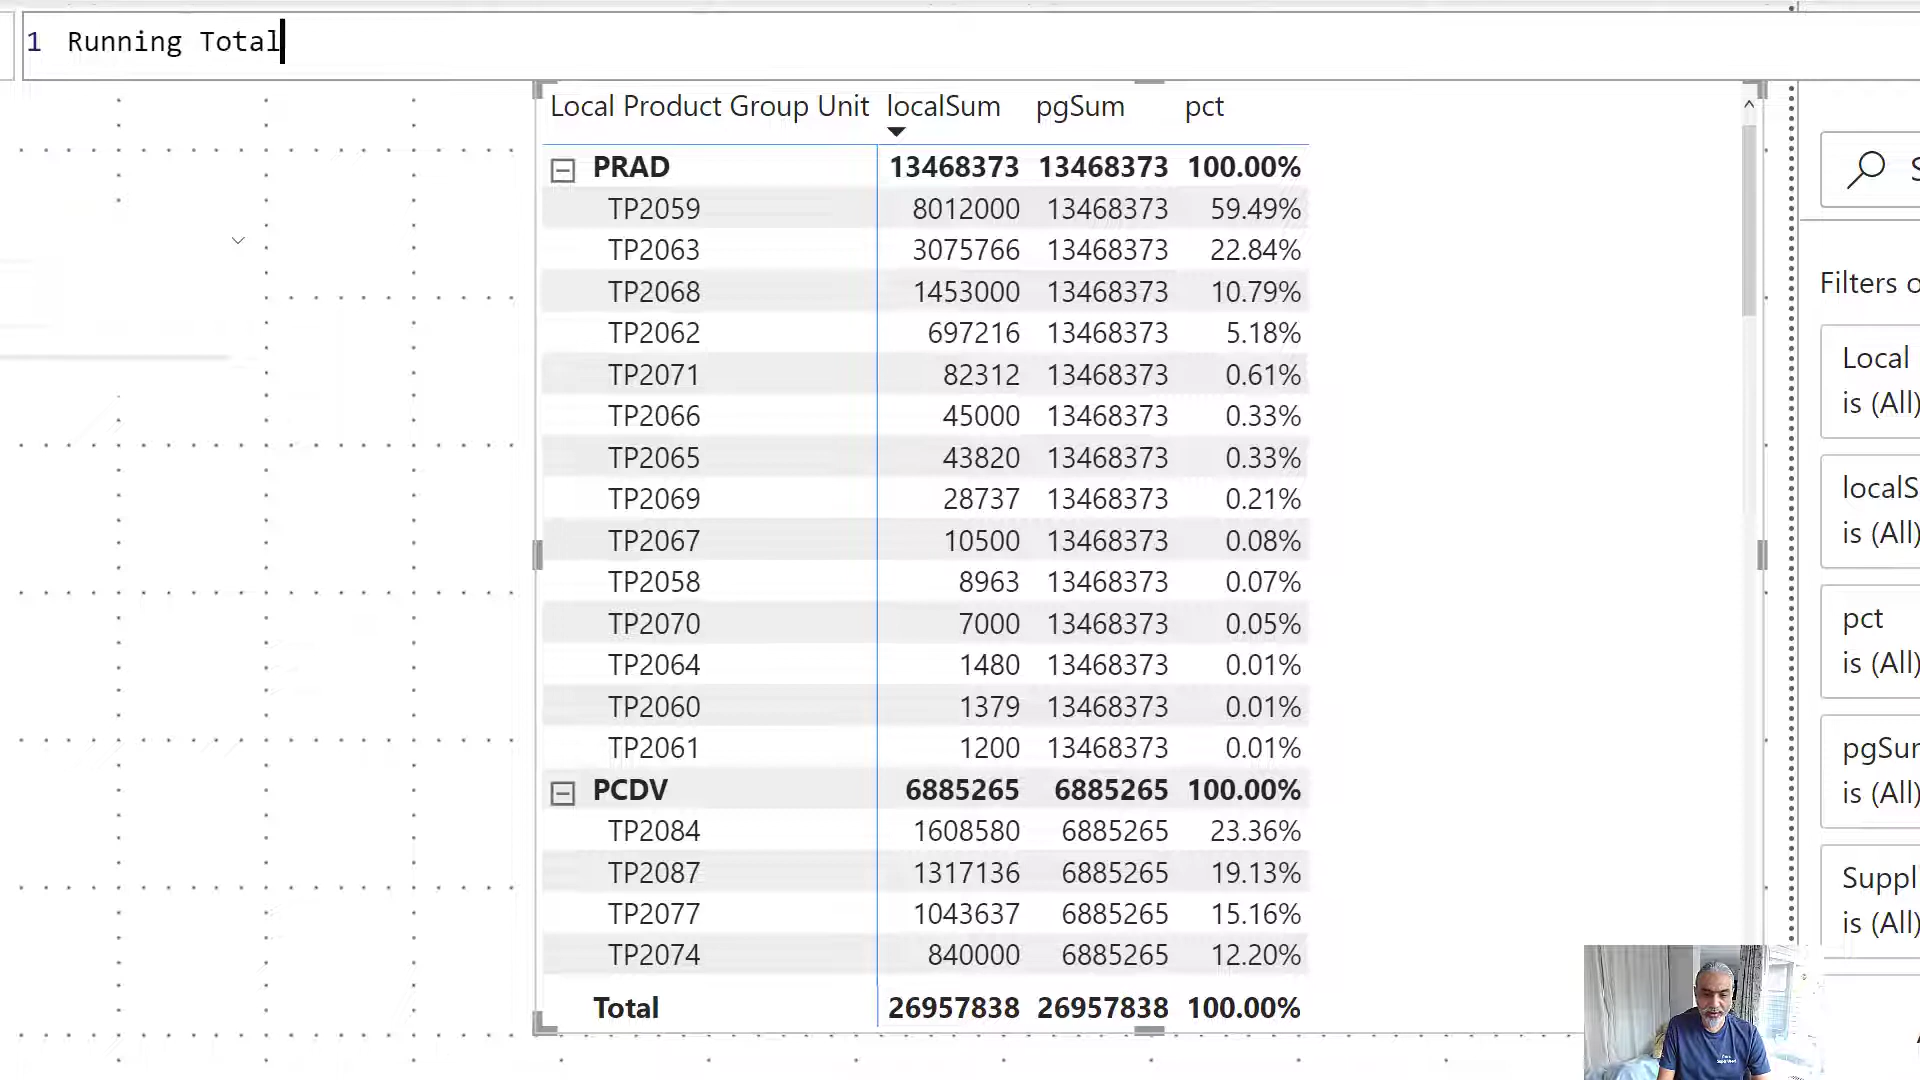 1 Running Total
Local Product Group Unit localSum pgSum pct
PRAD 13468373 13468373 100.00%
TP2059 8012000 13468373 59.49%
TP2063 3075766 13468373 22.84%
TP2068 1453000 13468373 10.79%
TP2062 697216 13468373 5.18%
TP2071 82312 13468373 0.61%
TP2066 45000 13468373 0.33%
TP2065 43820 13468373 0.33%
TP2069 28737 13468373 0.21%
TP2067 10500 13468373 0.08%
TP2058 8963 13468373 0.07%
TP2070 7000 13468373 0.05%
TP2064 1480 13468373 0.01%
TP2060 1379 13468373 0.01%
TP2061 1200 13468373 0.01%
PCDV 6885265 6885265 100.00%
TP2084 1608580 6885265 23.36%
TP2087 1317136 6885265 19.13%
TP2077 1043637 6885265 15.16%
TP2074 840000 6885265 12.20%
Total 26957838 26957838 100.00%
Filters o
Local
is (All)
localS
is (All)
pct
is (All)
pgSum
is (All)
Suppl
is (All)